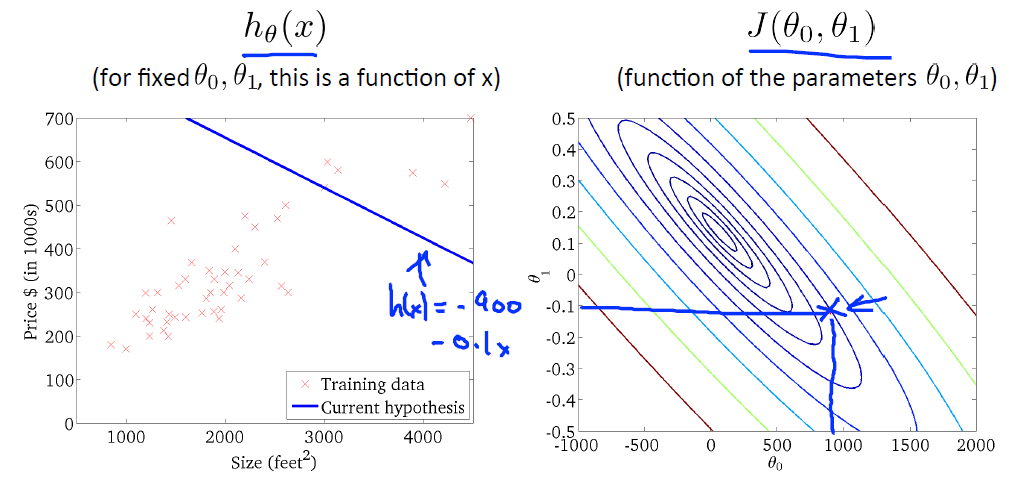 hθ(x)
(for fixed θ0, θ1, this is a function of x)
700
600
500
400
300
200
100
0
Price $ (in 1000s)
1000
2000
3000
4000
Size (feet2)
× Training data
Current hypothesis
h(x) = -900
- 0.1x
J(θ0, θ1)
(function of the parameters θ0, θ1)
0.5
0.4
0.3
0.2
0.1
0
-0.1
-0.2
-0.3
-0.4
-0.5
θ1
-1000
-500
0
500
1000
1500
2000
θ0